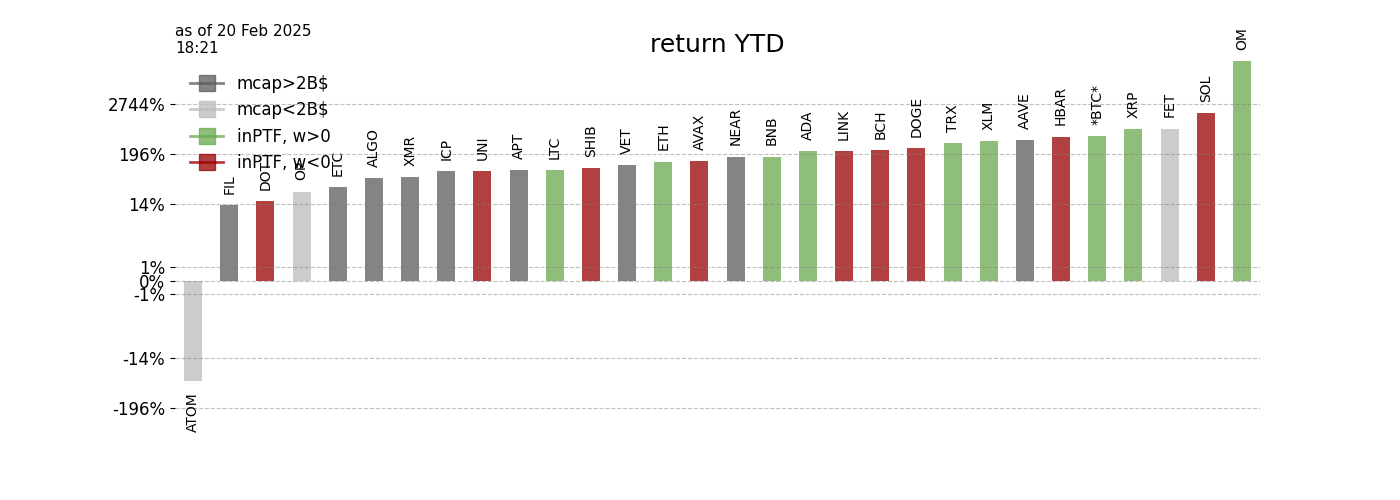 as of 20 Feb 2025
18:21
return YTD
mcap>2B$
mcap<2B$
inPTF, w>0
inPTF, w<0
2744%
196%
14%
1%
0%
-1%
-14%
-196%
ATOM
FIL
DOT
OP
ETC
ALGO
XMR
ICP
UNI
APT
LTC
SHIB
VET
ETH
AVAX
NEAR
BNB
ADA
LINK
BCH
DOGE
TRX
XLM
AAVE
HBAR
*BTC*
XRP
FET
SOL
OM